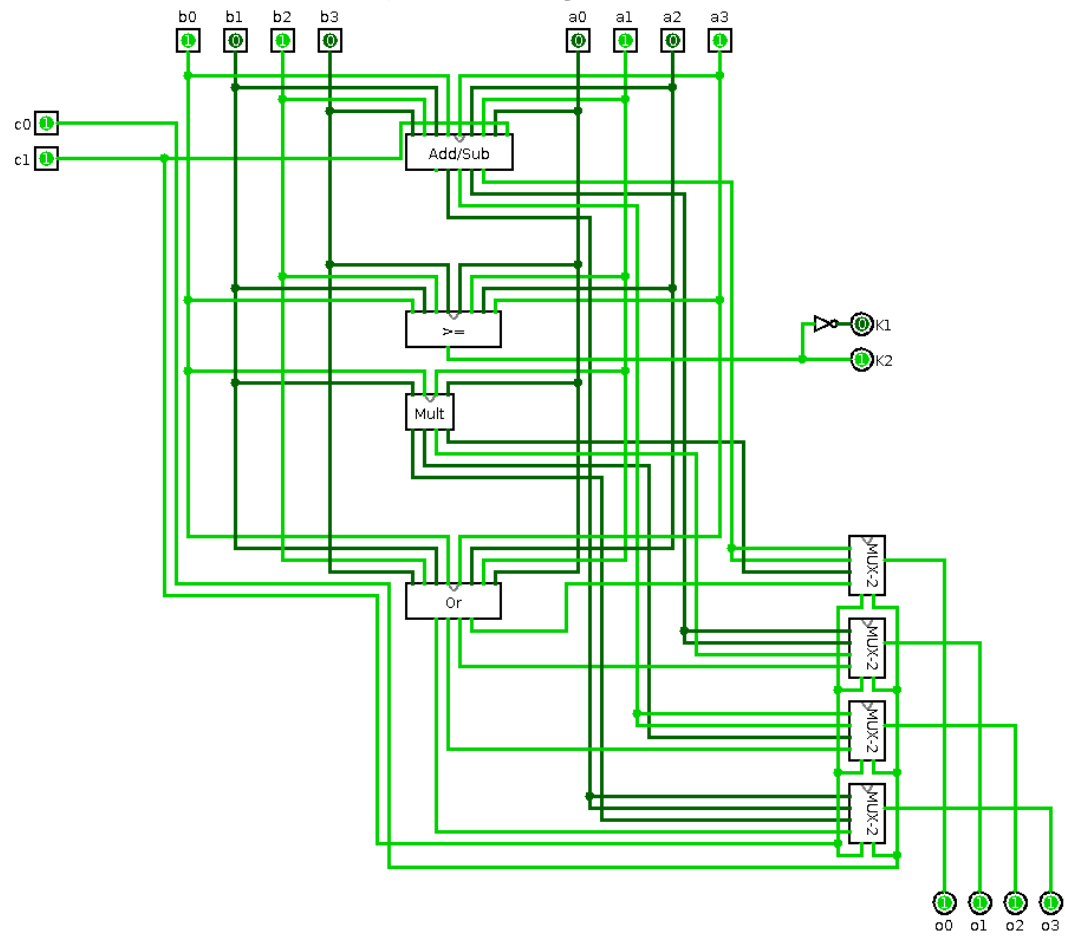 b0 b1 b2 b3 a0 a1 a2 a3
1 0 1 0 0 1 0 1
c0 1
c1 1
Add/Sub
>=
0 K1
1 K2
Mult
Or
MUX-2
MUX-2
MUX-2
MUX-2
1 1 1 1
o0 o1 o2 o3